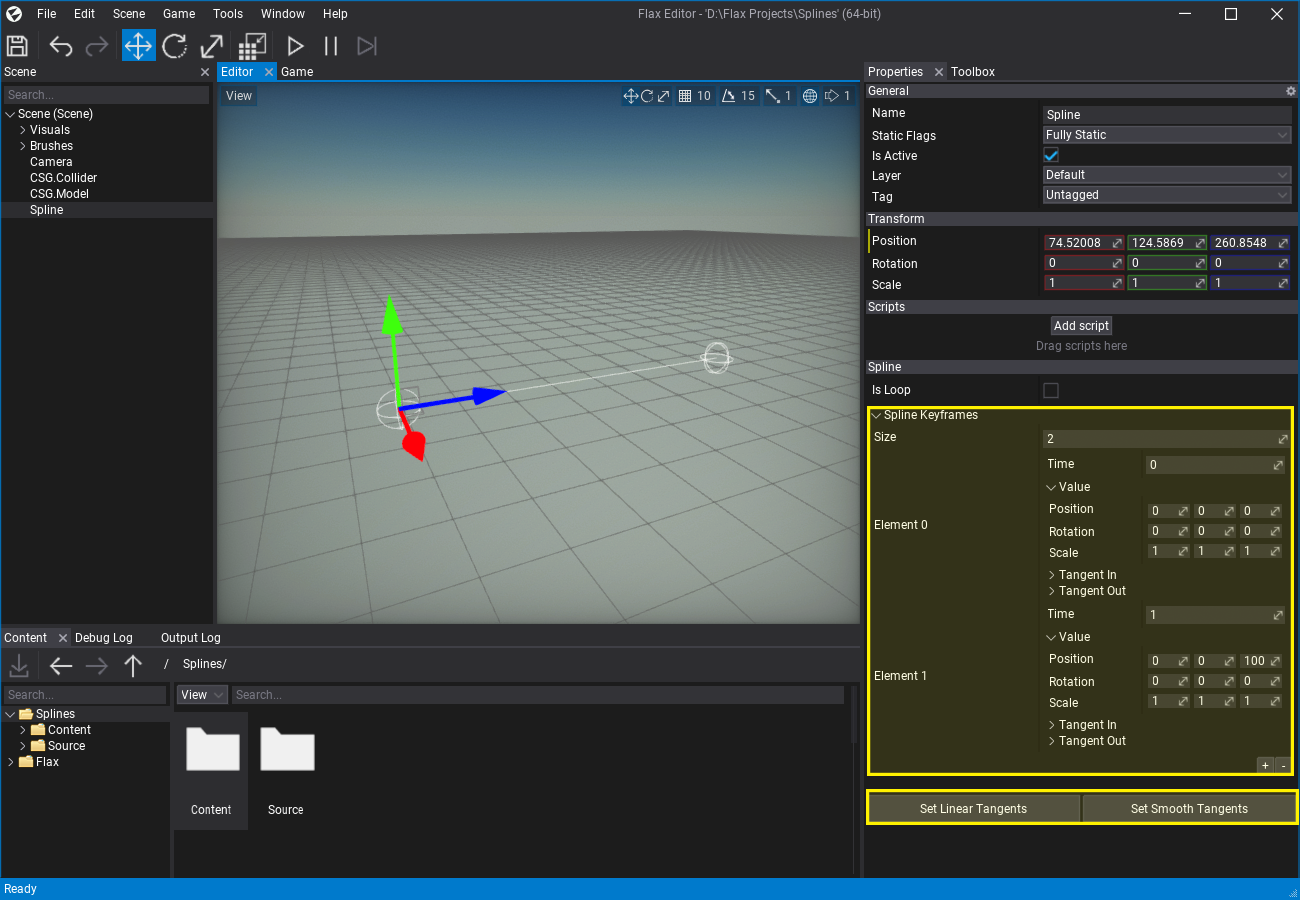 File Edit Scene Game Tools Window Help Flax Editor - 'D:\Flax Projects\Splines' (64-bit)
Scene
Search...
Scene (Scene)
Visuals
Brushes
Camera
CSG.Collider
CSG.Model
Spline
Editor Game
View 10 15 1 1
Properties Toolbox
General
Name Spline
Static Flags Fully Static
Is Active
Layer Default
Tag Untagged
Transform
Position 74.52008 124.5869 260.8548
Rotation 0 0 0
Scale 1 1 1
Scripts
Add script
Drag scripts here
Spline
Is Loop
Spline Keyframes
Size 2
Element 0
Time 0
Value
Position 0 0 0
Rotation 0 0 0
Scale 1 1 1
Tangent In
Tangent Out
Element 1
Time 1
Value
Position 0 0 100
Rotation 0 0 0
Scale 1 1 1
Tangent In
Tangent Out
+ -
Set Linear Tangents Set Smooth Tangents
Content Debug Log Output Log
/ Splines/
Search...
Splines
Content
Source
Flax
View Search...
Content Source
Ready